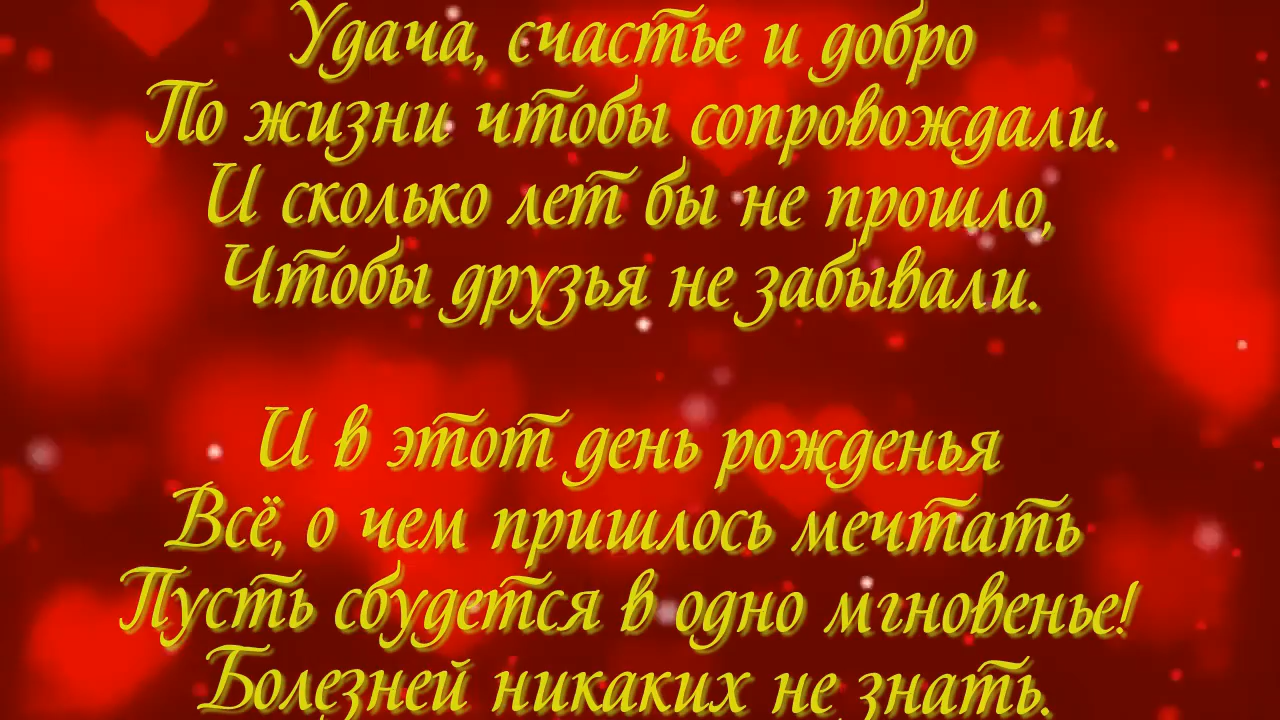 Удача, счастье и добро
По жизни чтобы сопровождали.
И сколько лет бы не прошло,
Чтобы друзья не забывали.
И в этот день рожденья
Всё, о чем пришлось мечтать
Пусть сбудется в одно мгновенье!
Болезней никаких не знать.